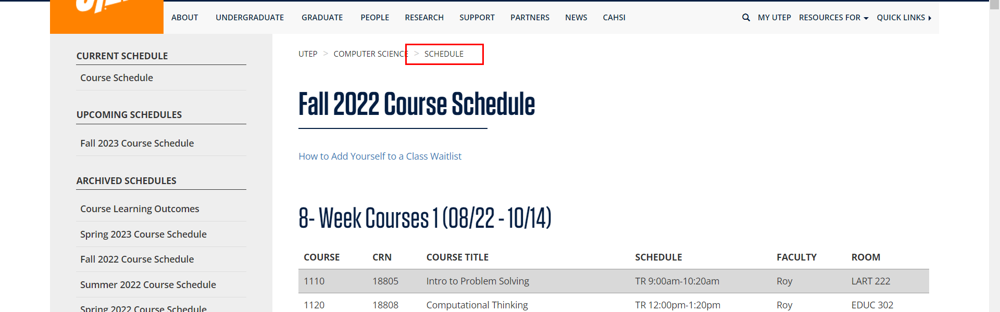 ABOUT UNDERGRADUATE GRADUATE PEOPLE RESEARCH SUPPORT PARTNERS NEWS CAHSI MY UTEP RESOURCES FOR QUICK LINKS
CURRENT SCHEDULE
Course Schedule
UPCOMING SCHEDULES
Fall 2023 Course Schedule
ARCHIVED SCHEDULES
Course Learning Outcomes
Spring 2023 Course Schedule
Fall 2022 Course Schedule
Summer 2022 Course Schedule
Spring 2022 Course Schedule
UTEP > COMPUTER SCIENCE > SCHEDULE
Fall 2022 Course Schedule
How to Add Yourself to a Class Waitlist
8- Week Courses 1 (08/22 - 10/14)
COURSE CRN COURSE TITLE SCHEDULE FACULTY ROOM
1110 18805 Intro to Problem Solving TR 9:00am-10:20am Roy LART 222
1120 18808 Computational Thinking TR 12:00pm-1:20pm Roy EDUC 302